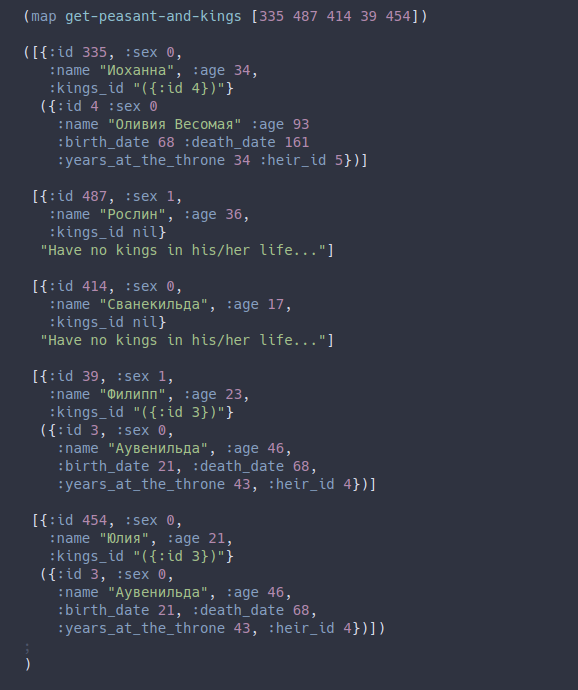 (map get-peasant-and-kings [335 487 414 39 454])
([{:id 335, :sex 0,
:name "Иоханна", :age 34,
:kings_id "({:id 4})"}
({:id 4 :sex 0
:name "Оливия Весомая" :age 93
:birth_date 68 :death_date 161
:years_at_the_throne 34 :heir_id 5})]
[{:id 487, :sex 1,
:name "Рослин", :age 36,
:kings_id nil}
"Have no kings in his/her life..."]
[{:id 414, :sex 0,
:name "Сванекильда", :age 17,
:kings_id nil}
"Have no kings in his/her life..."]
[{:id 39, :sex 1,
:name "Филипп", :age 23,
:kings_id "({:id 3})"}
({:id 3, :sex 0,
:name "Аувенильда", :age 46,
:birth_date 21, :death_date 68,
:years_at_the_throne 43, :heir_id 4})]
[{:id 454, :sex 0,
:name "Юлия", :age 21,
:kings_id "({:id 3})"}
({:id 3, :sex 0,
:name "Аувенильда", :age 46,
:birth_date 21, :death_date 68,
:years_at_the_throne 43, :heir_id 4})])
;
)